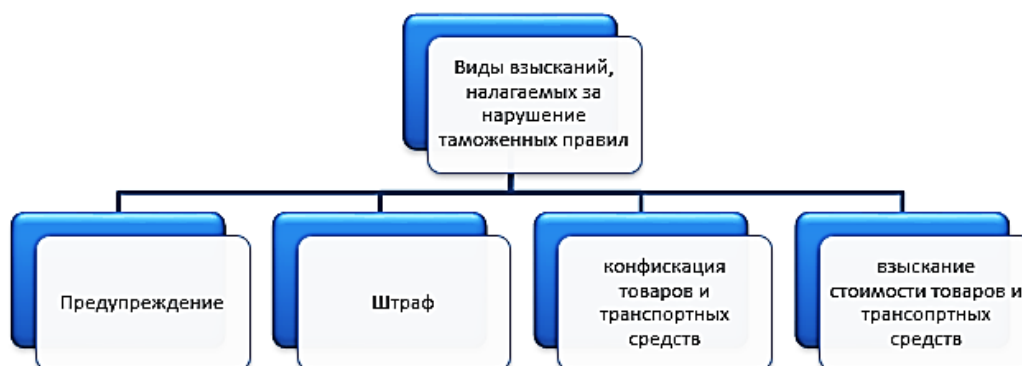 Виды взысканий,
налагаемых за
нарушение
таможенных правил
Предупреждение
Штраф
конфискация
товаров и
транспортных
средств
взыскание
стоимости товаров и
трансопртных
средств